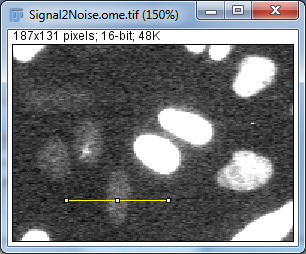 Signal2Noise.ome.tif (150%)
187x131 pixels; 16-bit; 48K